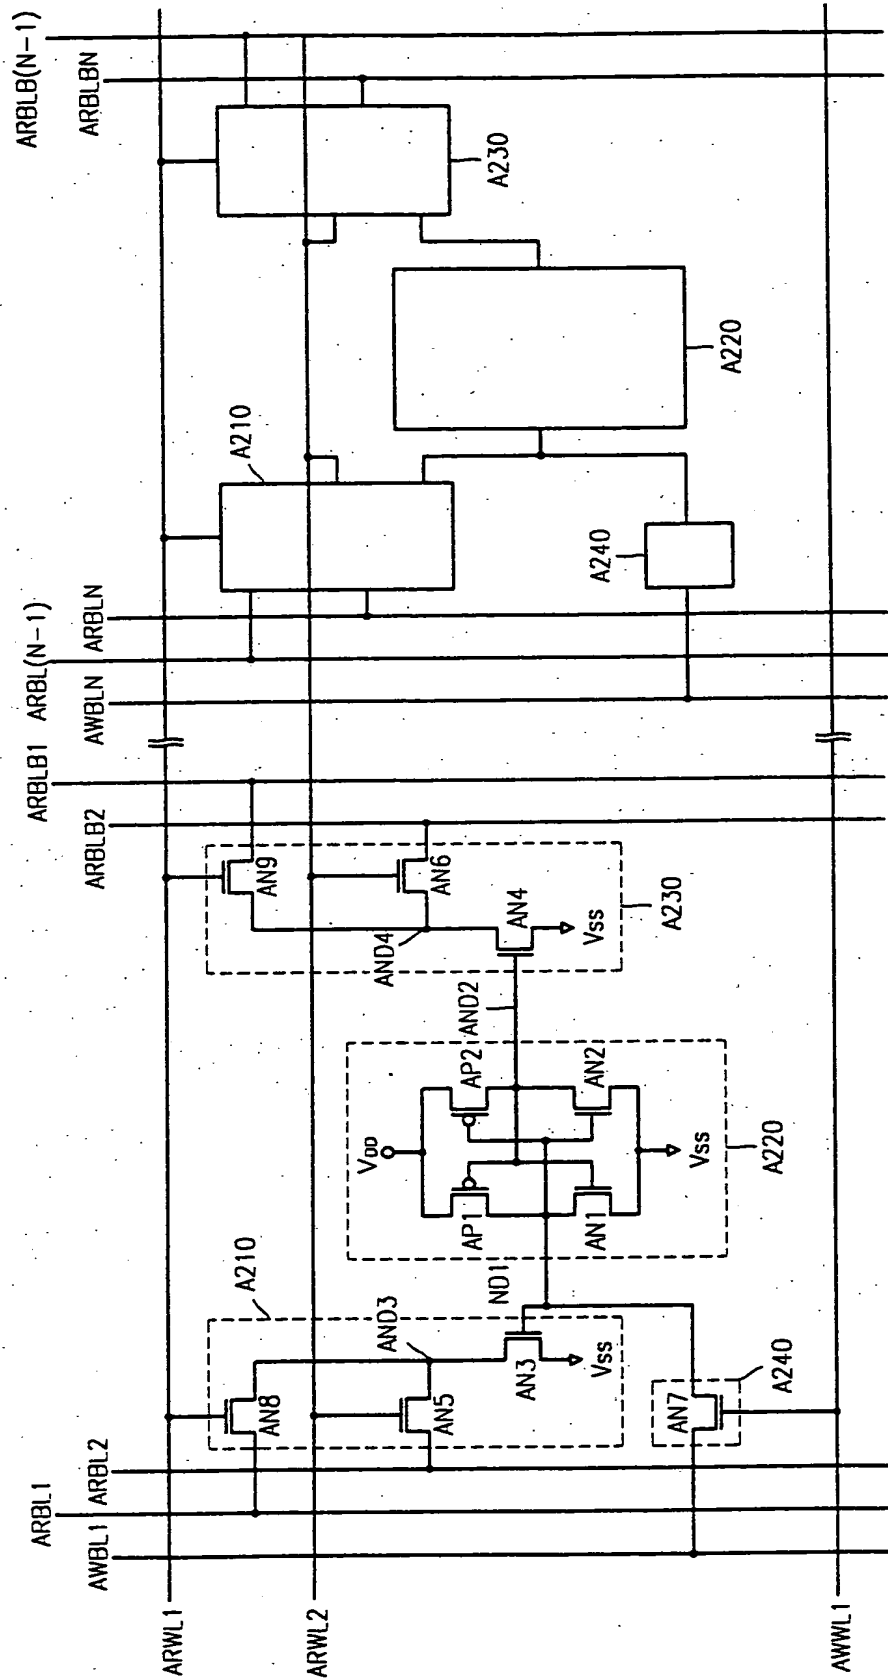 ARWL1
ARWL2
AWWL1
AWBL1
ARBL1
ARBL2
A210
AN8
AN5
AND3
AN3
Vss
AN7
A240
ND1
VDD
AP1
AP2
AN1
AN2
Vss
A220
AND2
AND4
AN9
AN6
AN4
Vss
A230
ARBLB2
ARBLB1
AWBLN
ARBL(N-1)
ARBLN
A210
A240
A220
A230
ARBLBN
ARBLB(N-1)